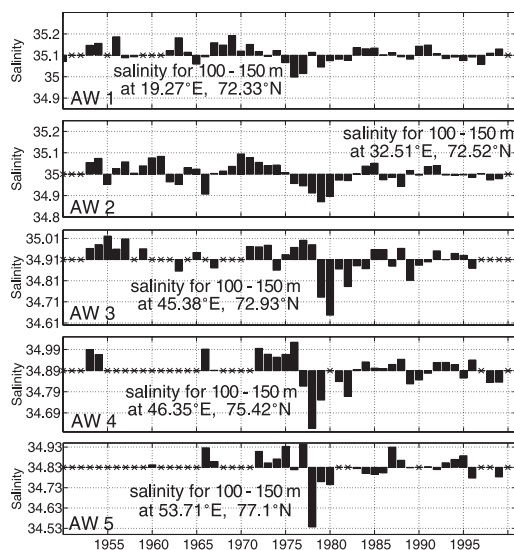 35.2
35.1
35
34.9
Salinity
salinity for 100 - 150 m
at 19.27°E, 72.33°N
AW 1
35.2
35.1
35
34.9
34.8
Salinity
salinity for 100 - 150 m
at 32.51°E, 72.52°N
AW 2
35.01
34.91
34.81
34.71
34.61
Salinity
salinity for 100 - 150 m
at 45.38°E, 72.93°N
AW 3
34.99
34.89
34.79
34.69
Salinity
salinity for 100 - 150 m
at 46.35°E, 75.42°N
AW 4
34.93
34.83
34.73
34.63
34.53
Salinity
salinity for 100 - 150 m
at 53.71°E, 77.1°N
AW 5
1955 1960 1965 1970 1975 1980 1985 1990 1995